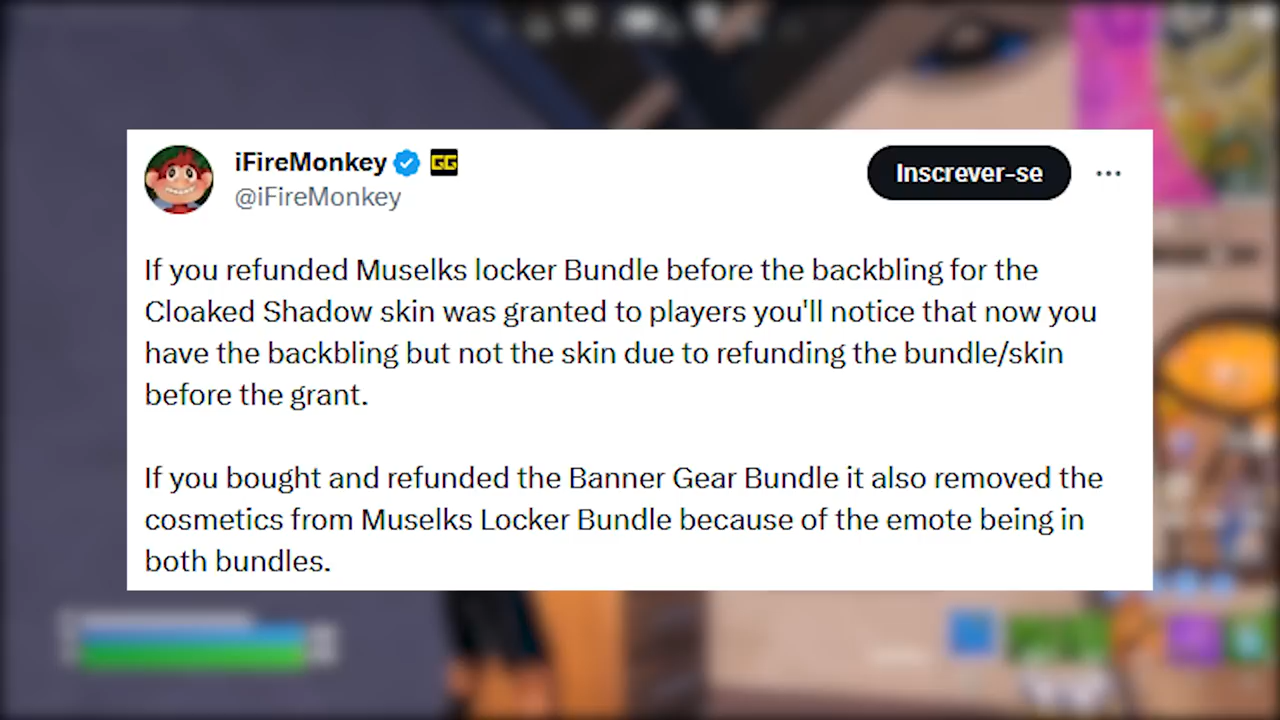 iFireMonkey GG
@iFireMonkey
Inscrever-se
If you refunded Muselks locker Bundle before the backbling for the
Cloaked Shadow skin was granted to players you'll notice that now you
have the backbling but not the skin due to refunding the bundle/skin
before the grant.
If you bought and refunded the Banner Gear Bundle it also removed the
cosmetics from Muselks Locker Bundle because of the emote being in
both bundles.